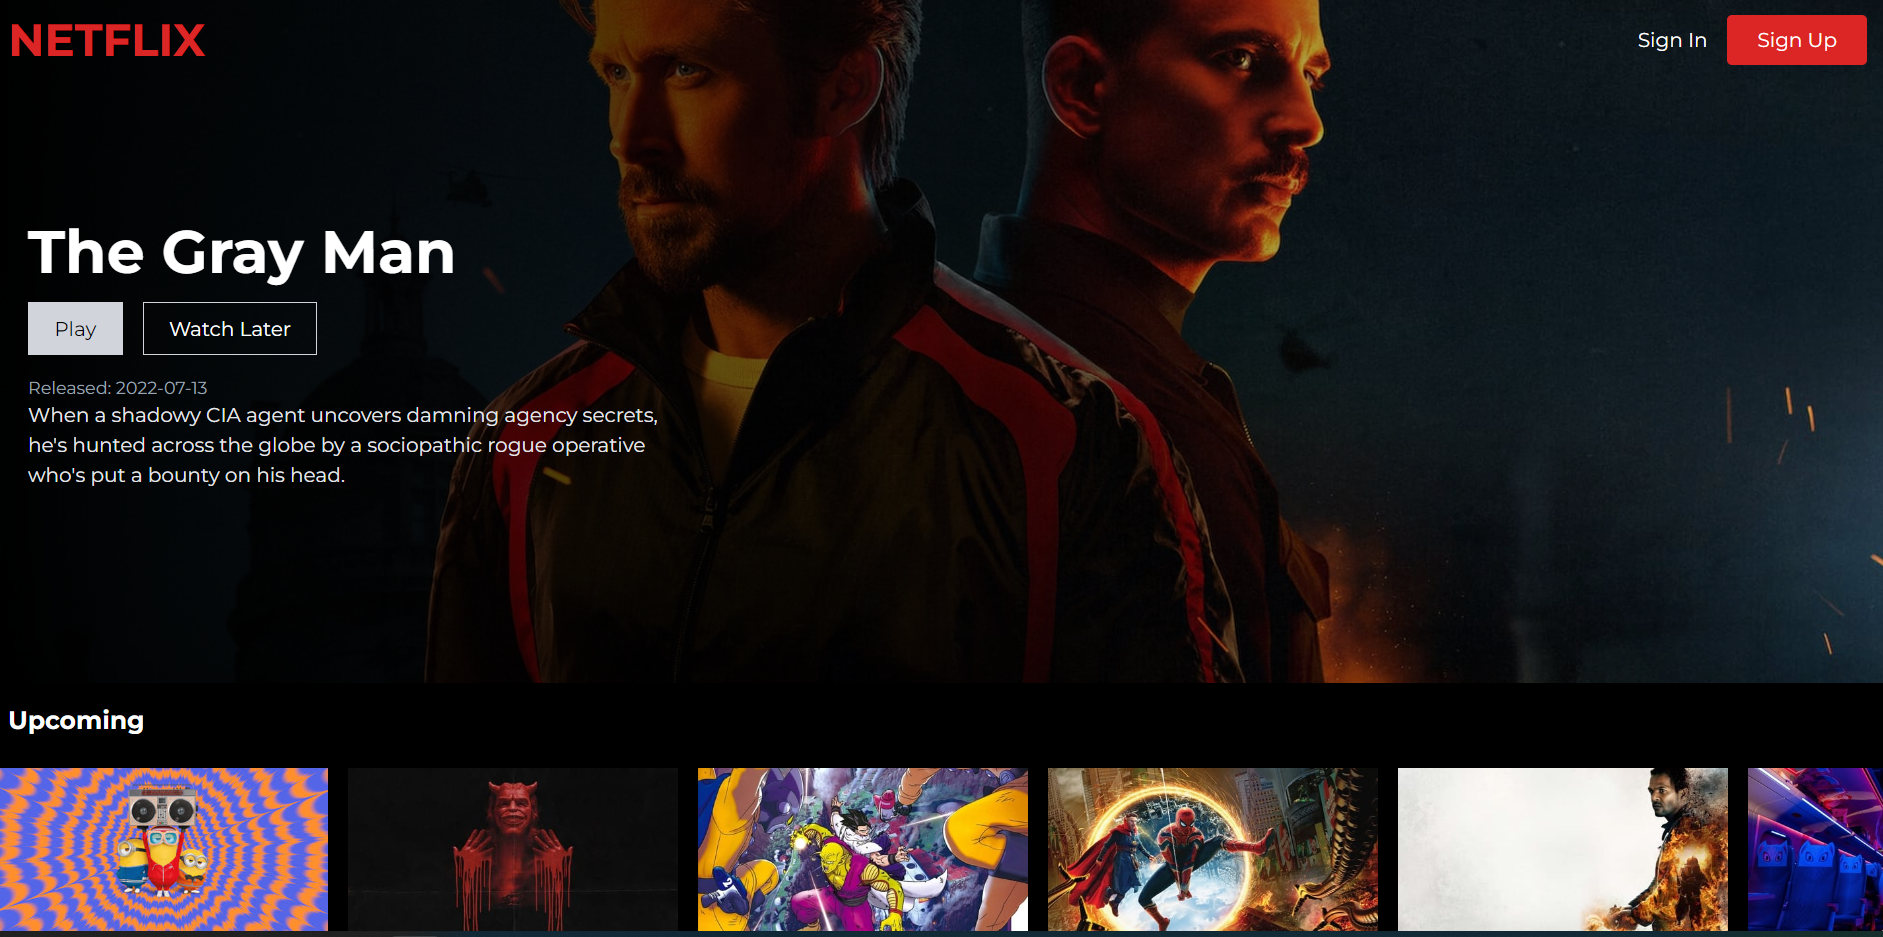 NETFLIX
Sign In
Sign Up
The Gray Man
Play
Watch Later
Released: 2022-07-13
When a shadowy CIA agent uncovers damning agency secrets,
he's hunted across the globe by a sociopathic rogue operative
who's put a bounty on his head.
Upcoming